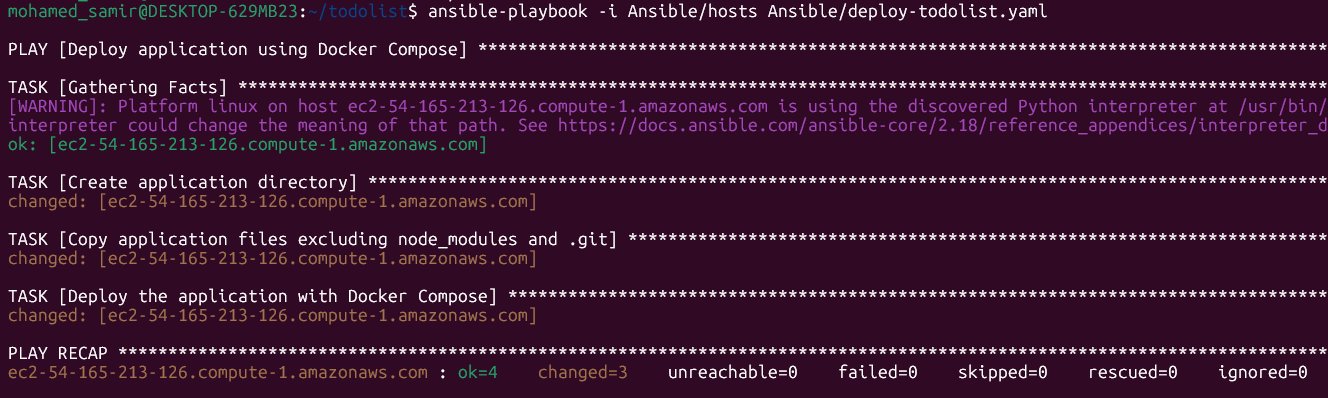 mohamed_samir@DESKTOP-629MB23:~/todolist$ ansible-playbook -i Ansible/hosts Ansible/deploy-todolist.yaml
PLAY [Deploy application using Docker Compose] *************************************************************************************
TASK [Gathering Facts] *************************************************************************************************************
[WARNING]: Platform linux on host ec2-54-165-213-126.compute-1.amazonaws.com is using the discovered Python interpreter at /usr/bin/
interpreter could change the meaning of that path. See https://docs.ansible.com/ansible-core/2.18/reference_appendices/interpreter_d
ok: [ec2-54-165-213-126.compute-1.amazonaws.com]
TASK [Create application directory] ************************************************************************************************
changed: [ec2-54-165-213-126.compute-1.amazonaws.com]
TASK [Copy application files excluding node_modules and .git] **********************************************************************
changed: [ec2-54-165-213-126.compute-1.amazonaws.com]
TASK [Deploy the application with Docker Compose] **********************************************************************************
changed: [ec2-54-165-213-126.compute-1.amazonaws.com]
PLAY RECAP *************************************************************************************************************************
ec2-54-165-213-126.compute-1.amazonaws.com : ok=4    changed=3    unreachable=0    failed=0    skipped=0    rescued=0    ignored=0